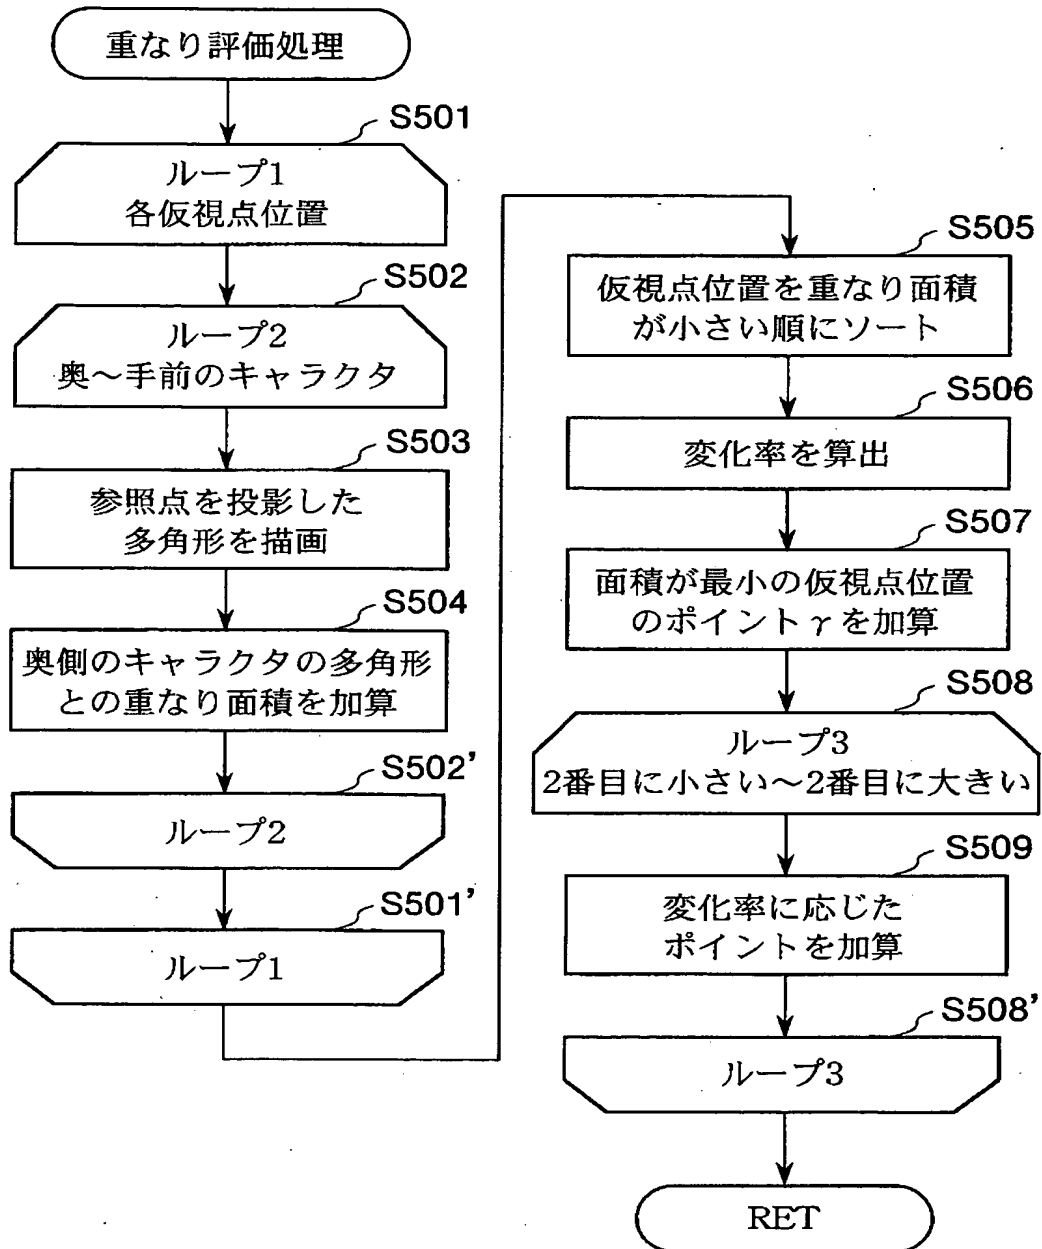 重なり評価処理
S501
ループ1
各仮視点位置
S502
ループ2
奥～手前のキャラクタ
S503
参照点を投影した
多角形を描画
S504
奥側のキャラクタの多角形
との重なり面積を加算
S502’
ループ2
S501’
ループ1
S505
仮視点位置を重なり面積
が小さい順にソート
S506
変化率を算出
S507
面積が最小の仮視点位置
のポイントγを加算
S508
ループ3
2番目に小さい～2番目に大きい
S509
変化率に応じた
ポイントを加算
S508’
ループ3
RET